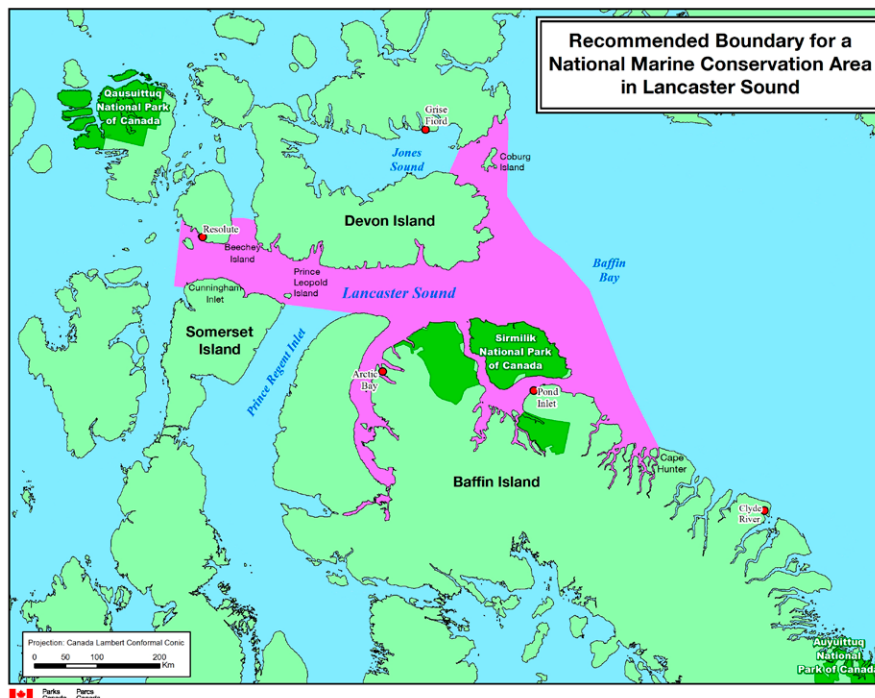 Recommended Boundary for a
National Marine Conservation Area
in Lancaster Sound
Qausuittuq
National Park
of Canada
Grise
Fiord
Jones
Sound
Coburg
Island
Devon Island
Resolute
Beechey
Island
Baffin
Bay
Prince
Leopold
Island
Cunningham
Inlet
Lancaster Sound
Somerset
Island
Sirmilik
National Park
of Canada
Prince Regent Inlet
Arctic
Bay
Pond
Inlet
Cape
Hunter
Baffin Island
Clyde
River
Projection: Canada Lambert Conformal Conic
0 50 100 200
Km
Auyuittuq
National
Park of Canada
Parks Parcs
Canada Canada